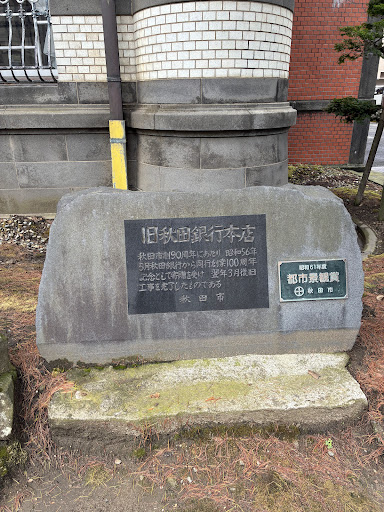 旧秋田銀行本店
秋田市制90周年にあたり 昭和56年
5月秋田銀行から同行創業100周年
記念として寄贈を受け 翌年3月復旧
工事を完了したものである
秋田市
昭和61年度
都市景観賞
秋田市